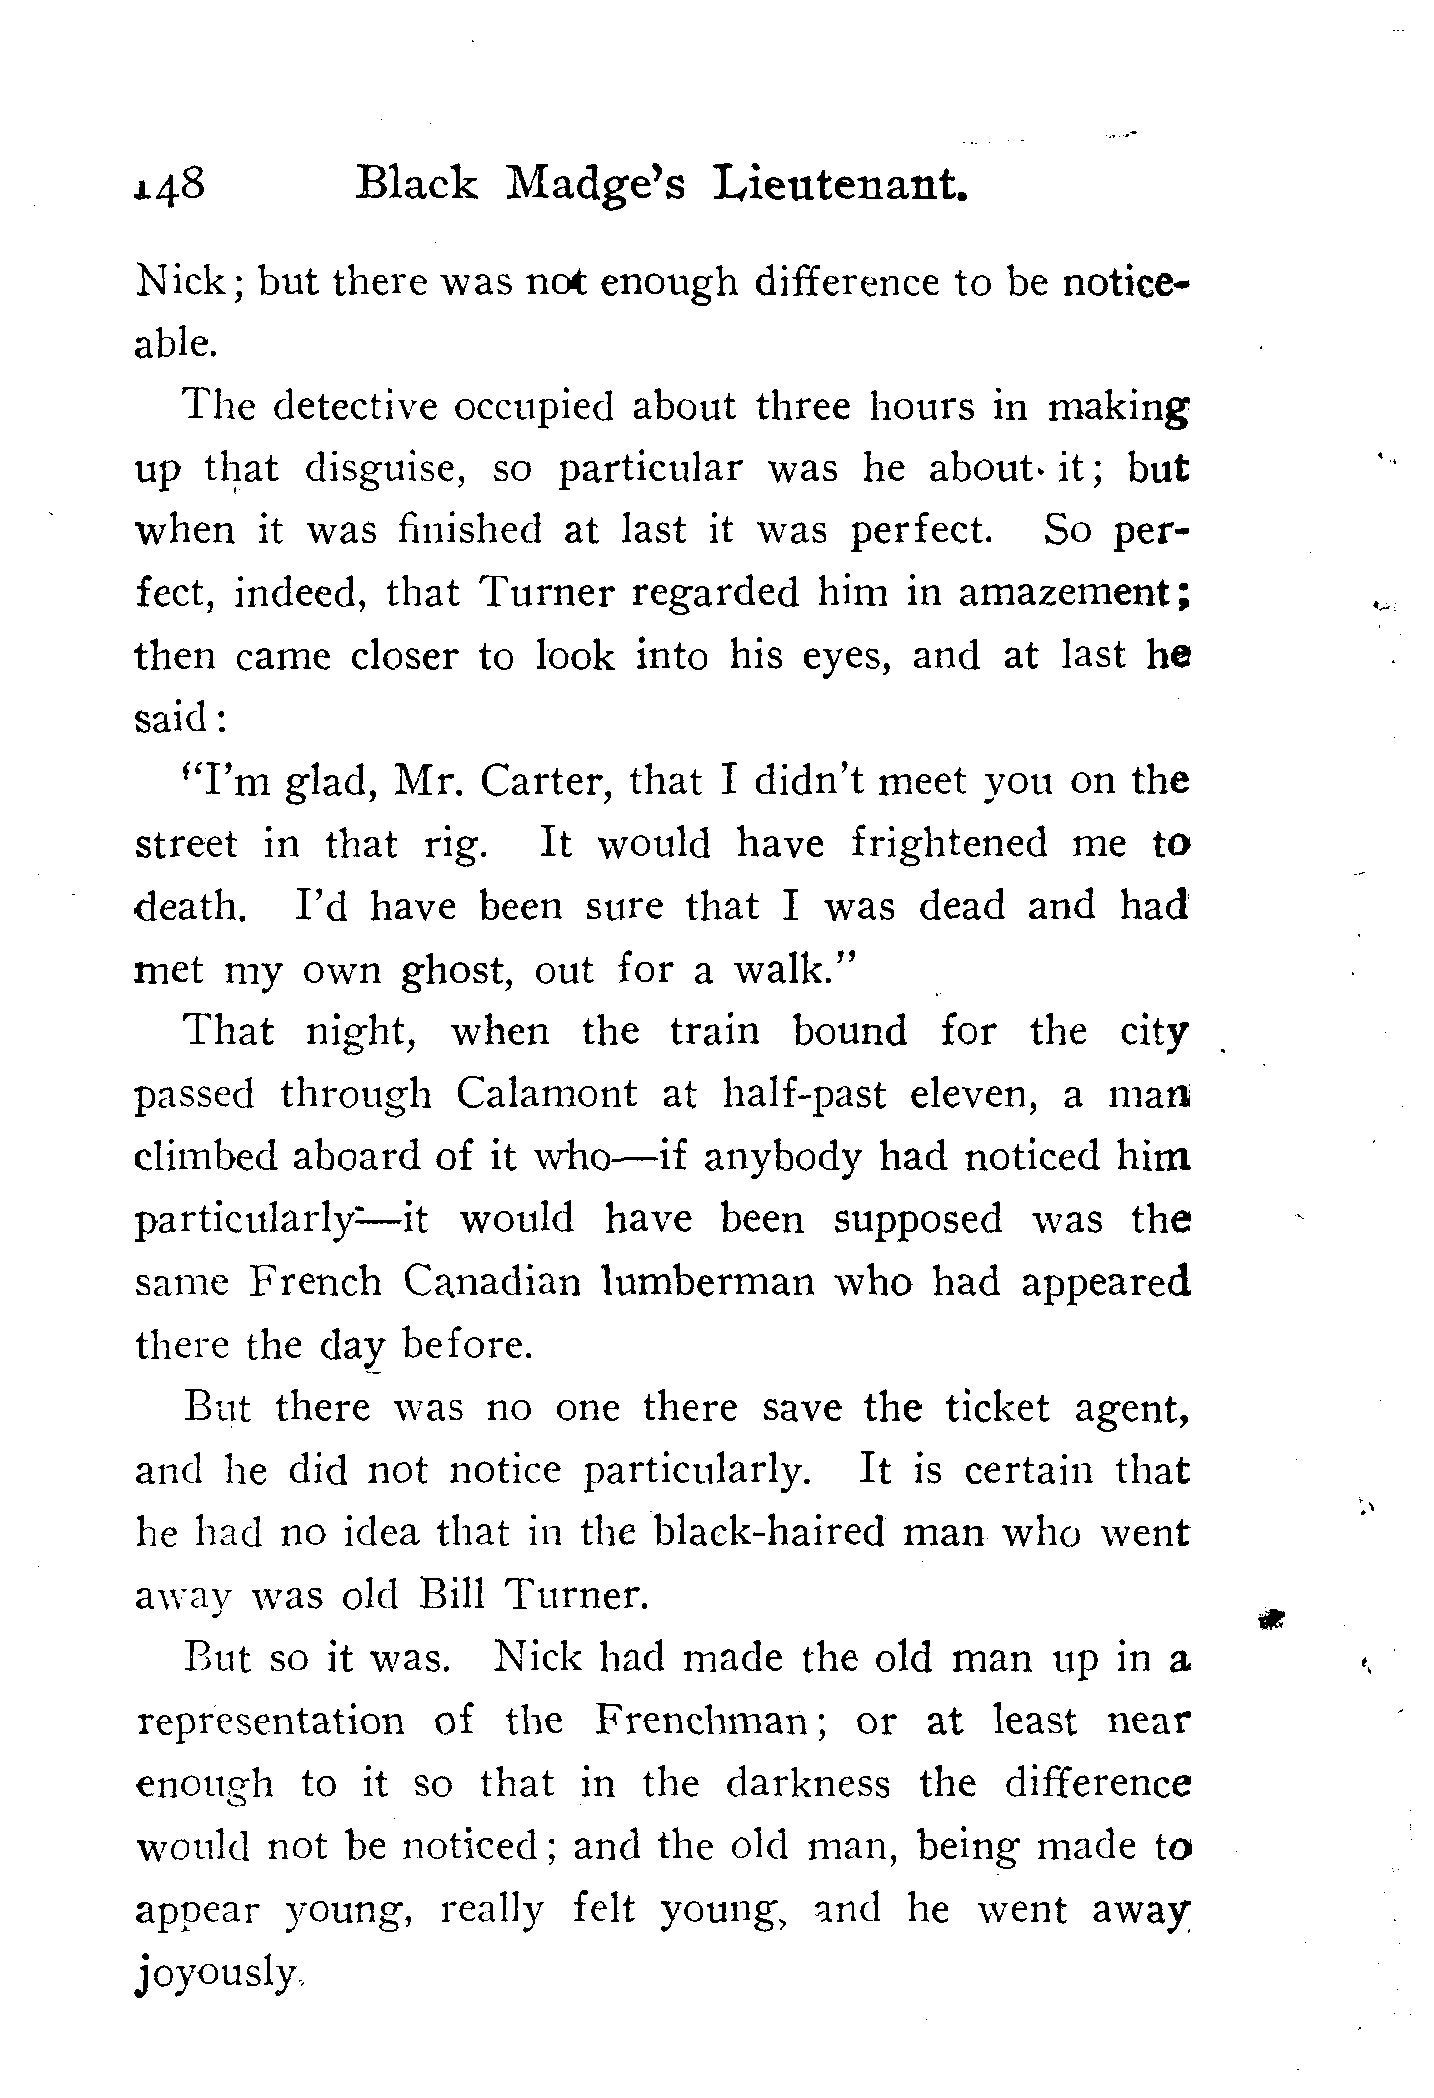 148 Black Madge's Lieutenant.
Nick; but there was not enough difference to be notice-
able.
The detective occupied about three hours in making
up that disguise, so particular was he about it; but
when it was finished at last it was perfect. So per-
fect, indeed, that Turner regarded him in amazement;
then came closer to look into his eyes, and at last he
said:
"I'm glad, Mr. Carter, that I didn't meet you on the
street in that rig. It would have frightened me to
death. I'd have been sure that I was dead and had
met my own ghost, out for a walk."
That night, when the train bound for the city
passed through Calamont at half-past eleven, a man
climbed aboard of it who—if anybody had noticed him
particularly—it would have been supposed was the
same French Canadian lumberman who had appeared
there the day before.
But there was no one there save the ticket agent,
and he did not notice particularly. It is certain that
he had no idea that in the black-haired man who went
away was old Bill Turner.
But so it was. Nick had made the old man up in a
representation of the Frenchman; or at least near
enough to it so that in the darkness the difference
would not be noticed; and the old man, being made to
appear young, really felt young, and he went away
joyously.